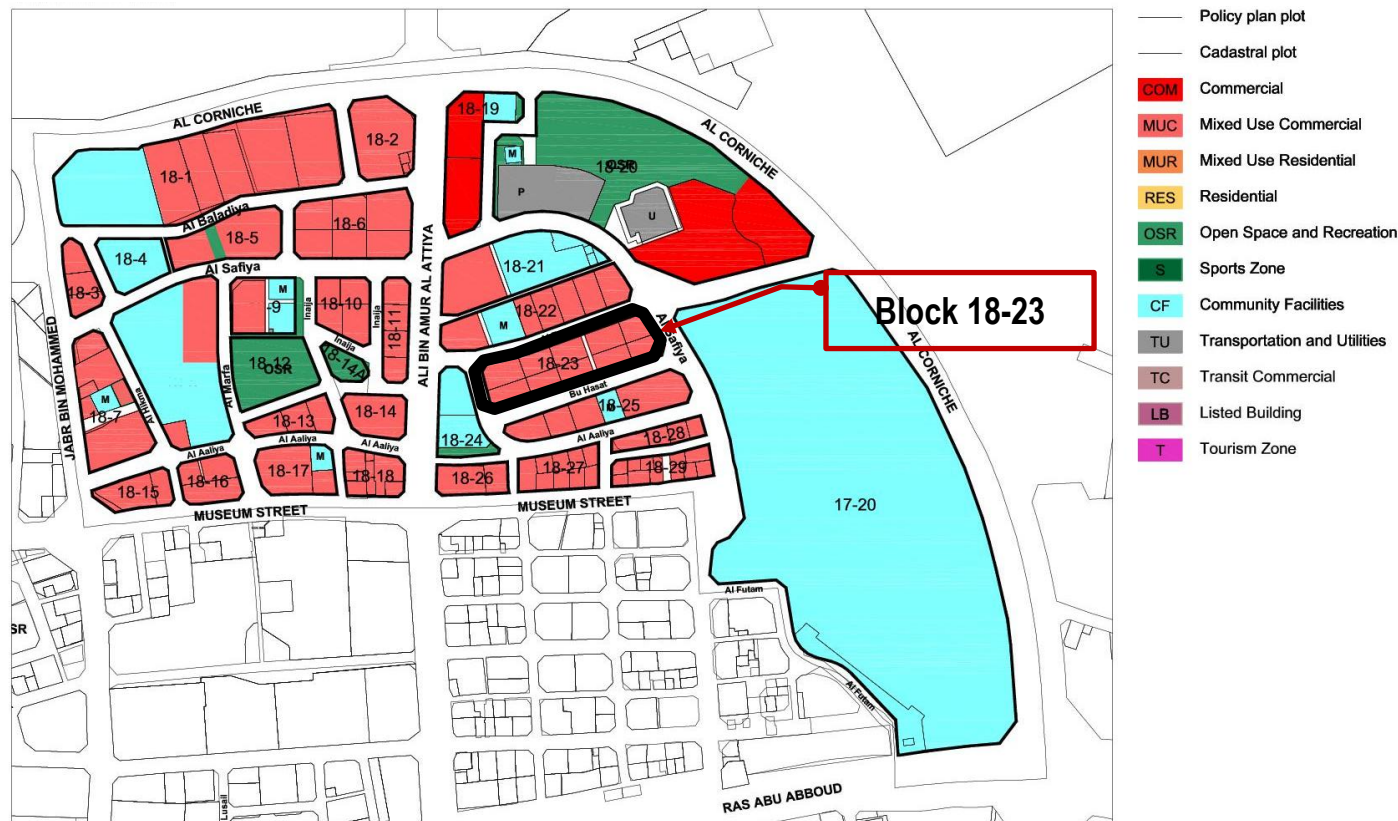 AL CORNICHE
18-1
18-2
18-19
M
OSR
18-20
AL CORNICHE
P
U
Al Baladiya
18-5
18-6
18-4
Al Safiya
18-3
JABR BIN MOHAMMED
M
-9
Inaija
18-10
Inaija
18-11
ALI BIN AMUR AL ATTIYA
18-21
18-22
M
18-23
Al Safiya
Block 18-23
AL CORNICHE
18-12
OSR
18-14A
Inaija
Al Marfa
Al Hikma
M
18-7
18-13
18-14
Bu Hasat
18-25
M
18-24
Al Aaliya
18-28
Al Aaliya
Al Aaliya
Al Aaliya
18-15
18-16
18-17
M
18-18
18-26
18-27
18-29
MUSEUM STREET
MUSEUM STREET
17-20
Al Futam
Al Futam
SR
Lusail
RAS ABU ABBOUD
Policy plan plot
Cadastral plot
COM Commercial
MUC Mixed Use Commercial
MUR Mixed Use Residential
RES Residential
OSR Open Space and Recreation
S Sports Zone
CF Community Facilities
TU Transportation and Utilities
TC Transit Commercial
LB Listed Building
T Tourism Zone